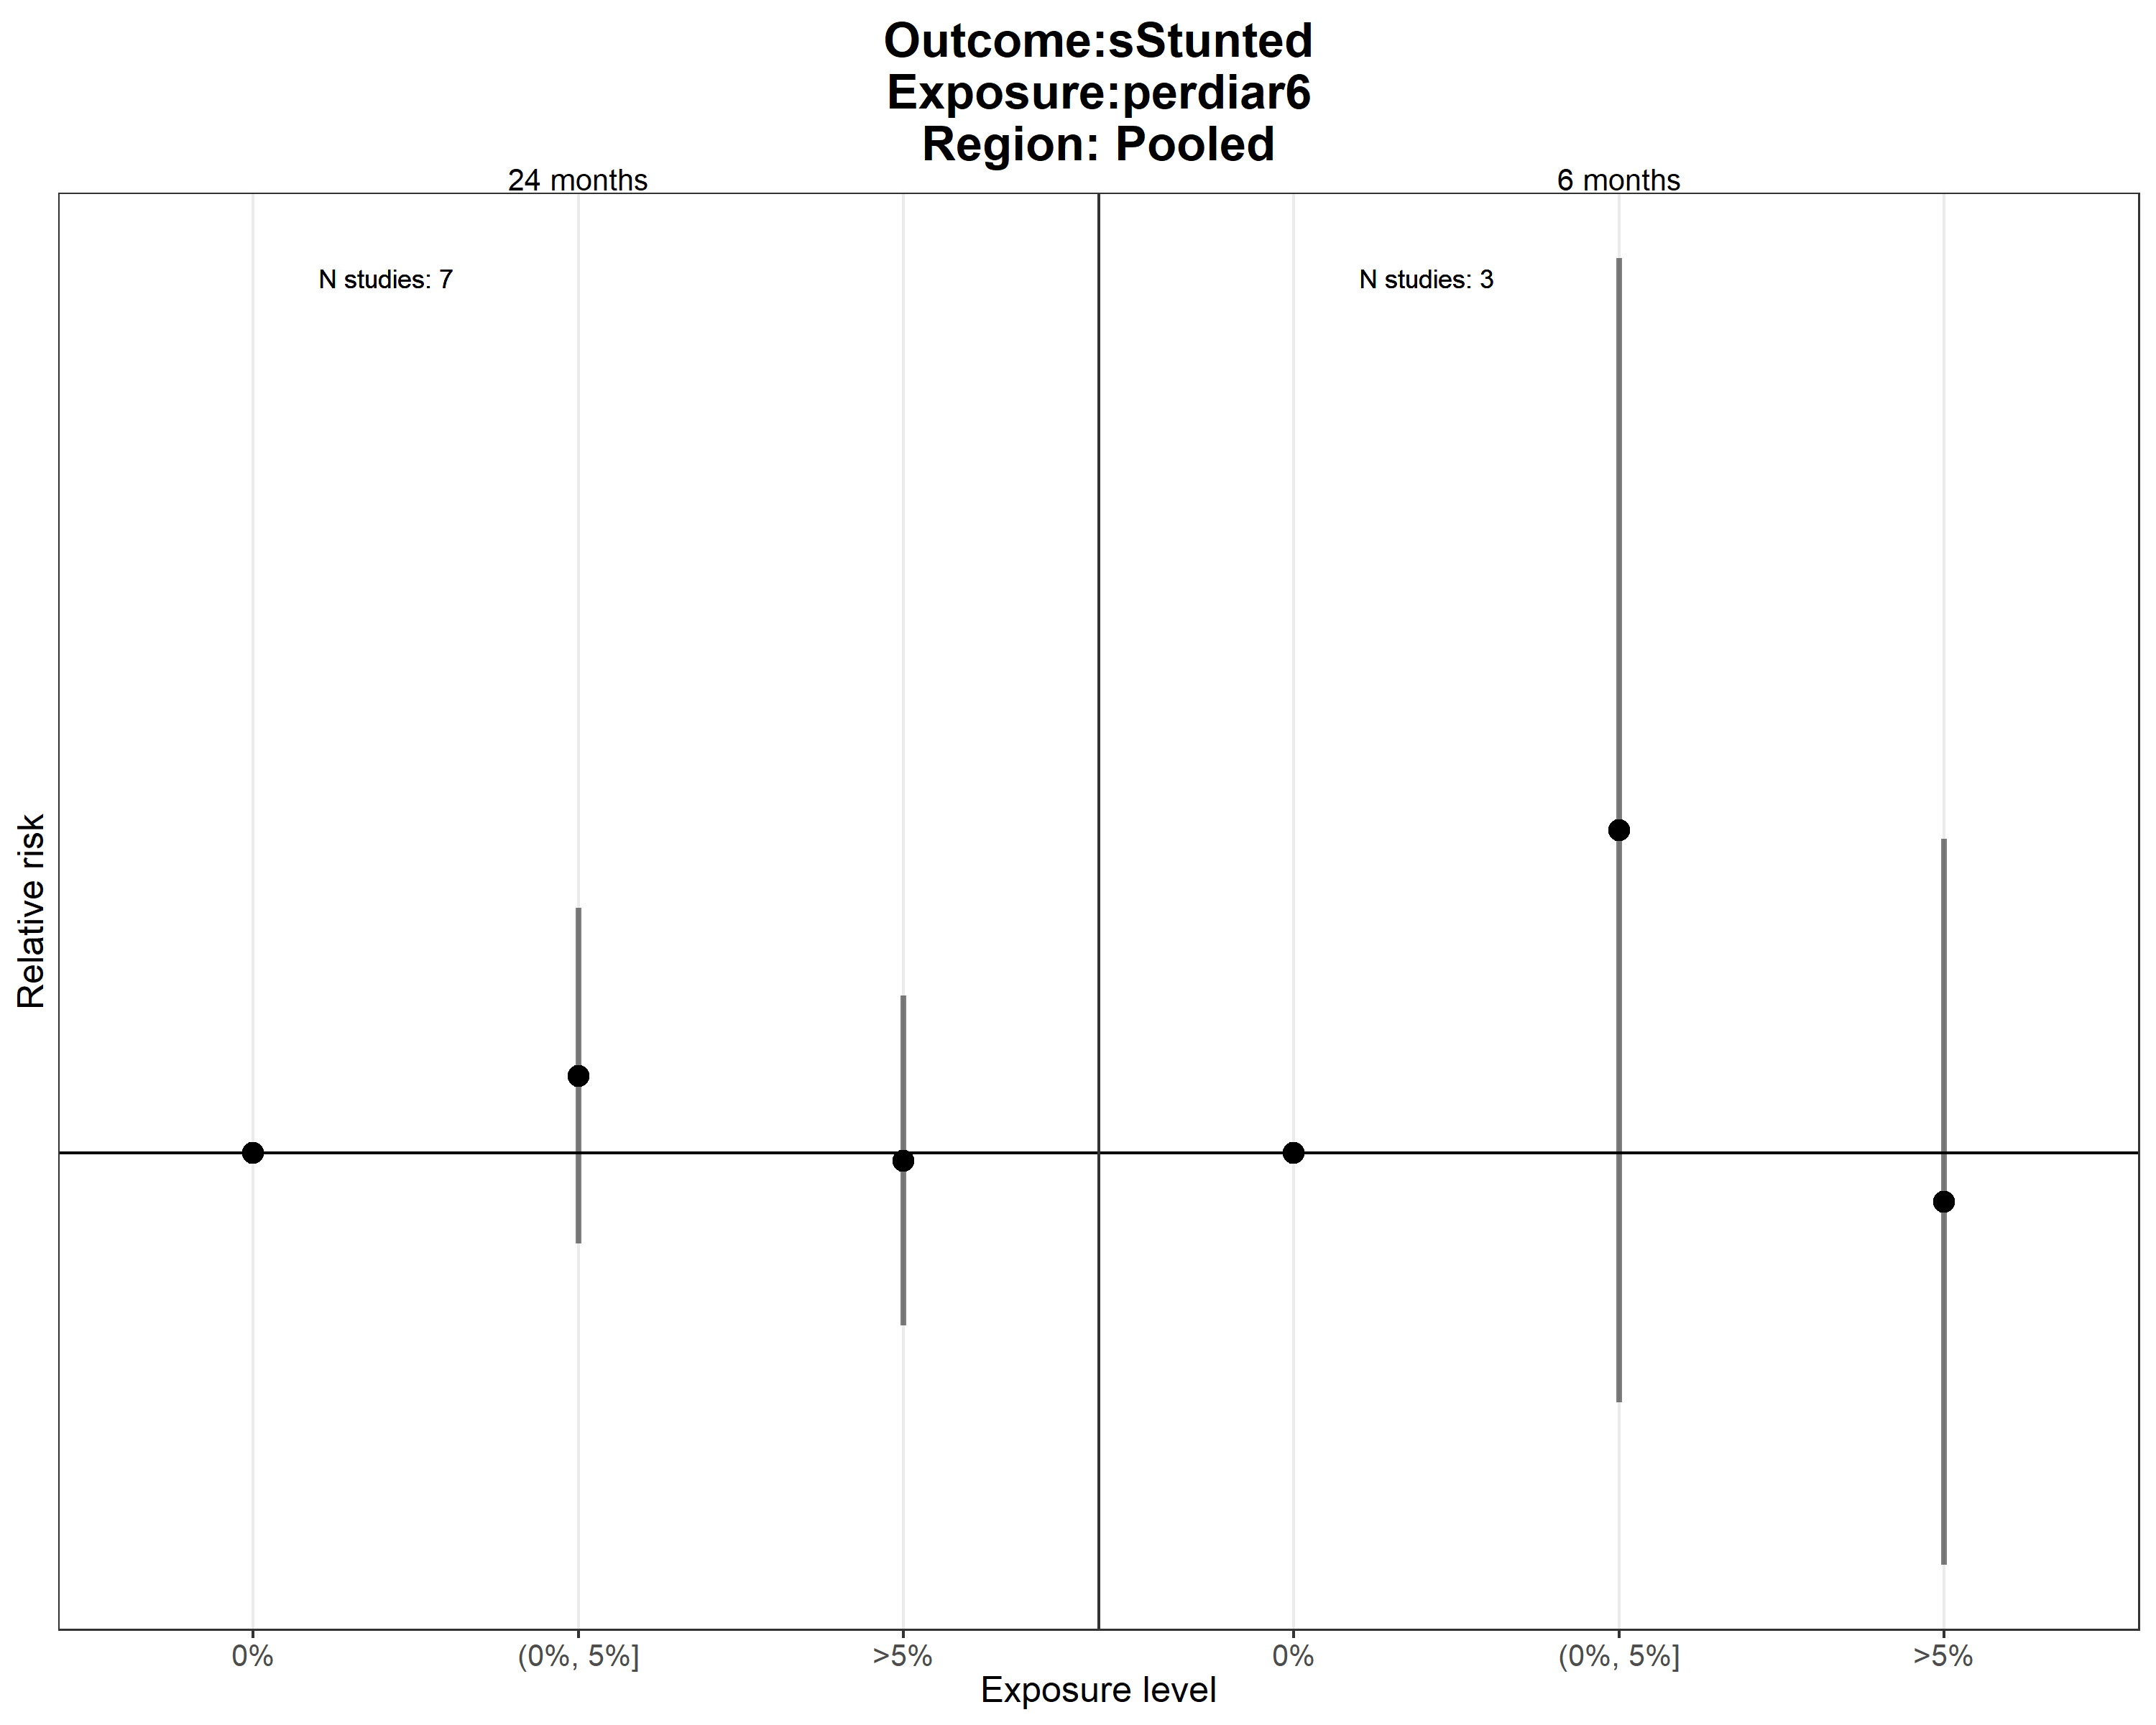 Outcome:sStunted
Exposure:perdiar6
Region: Pooled
24 months
6 months
N studies: 7
N studies: 3
Relative risk
0%
(0%, 5%]
>5%
0%
(0%, 5%]
>5%
Exposure level